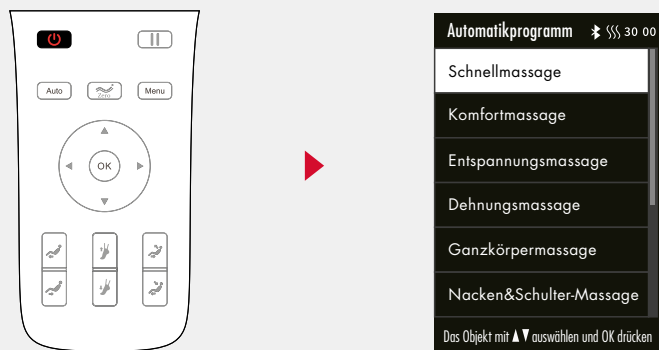 Auto
Zero
Menu
OK
Automatikprogramm 30 00
Schnellmassage
Komfortmassage
Entspannungsmassage
Dehnungsmassage
Ganzkörpermassage
Nacken&Schulter-Massage
Das Objekt mit ▲▼ auswählen und OK drücken